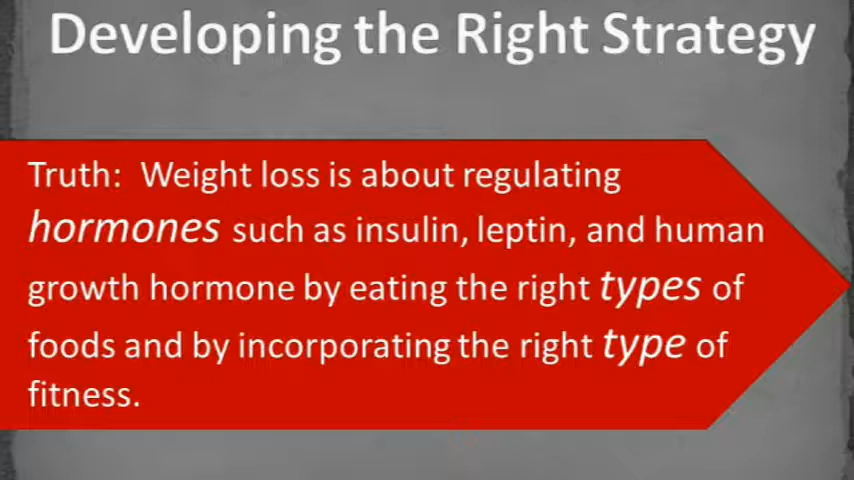 Developing the Right Strategy
Truth: Weight loss is about regulating
hormones such as insulin, leptin, and human
growth hormone by eating the right types of
foods and by incorporating the right type of
fitness.